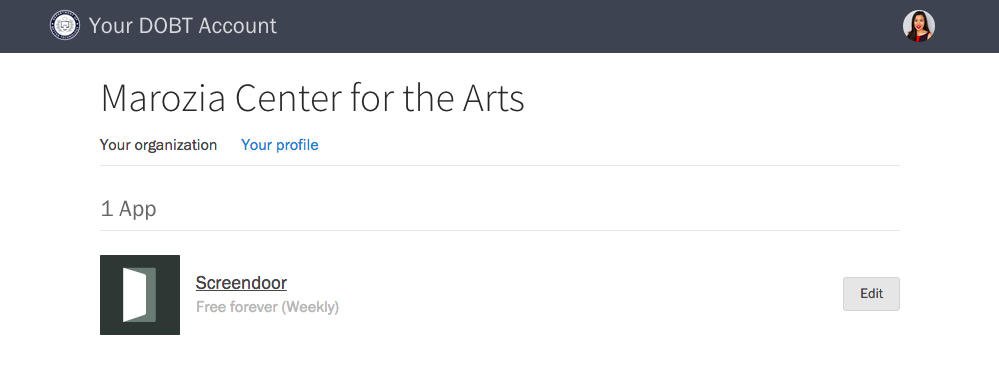 Your DOBT Account
Marozia Center for the Arts
Your organization Your profile
1 App
Screendoor
Free forever (Weekly)
Edit